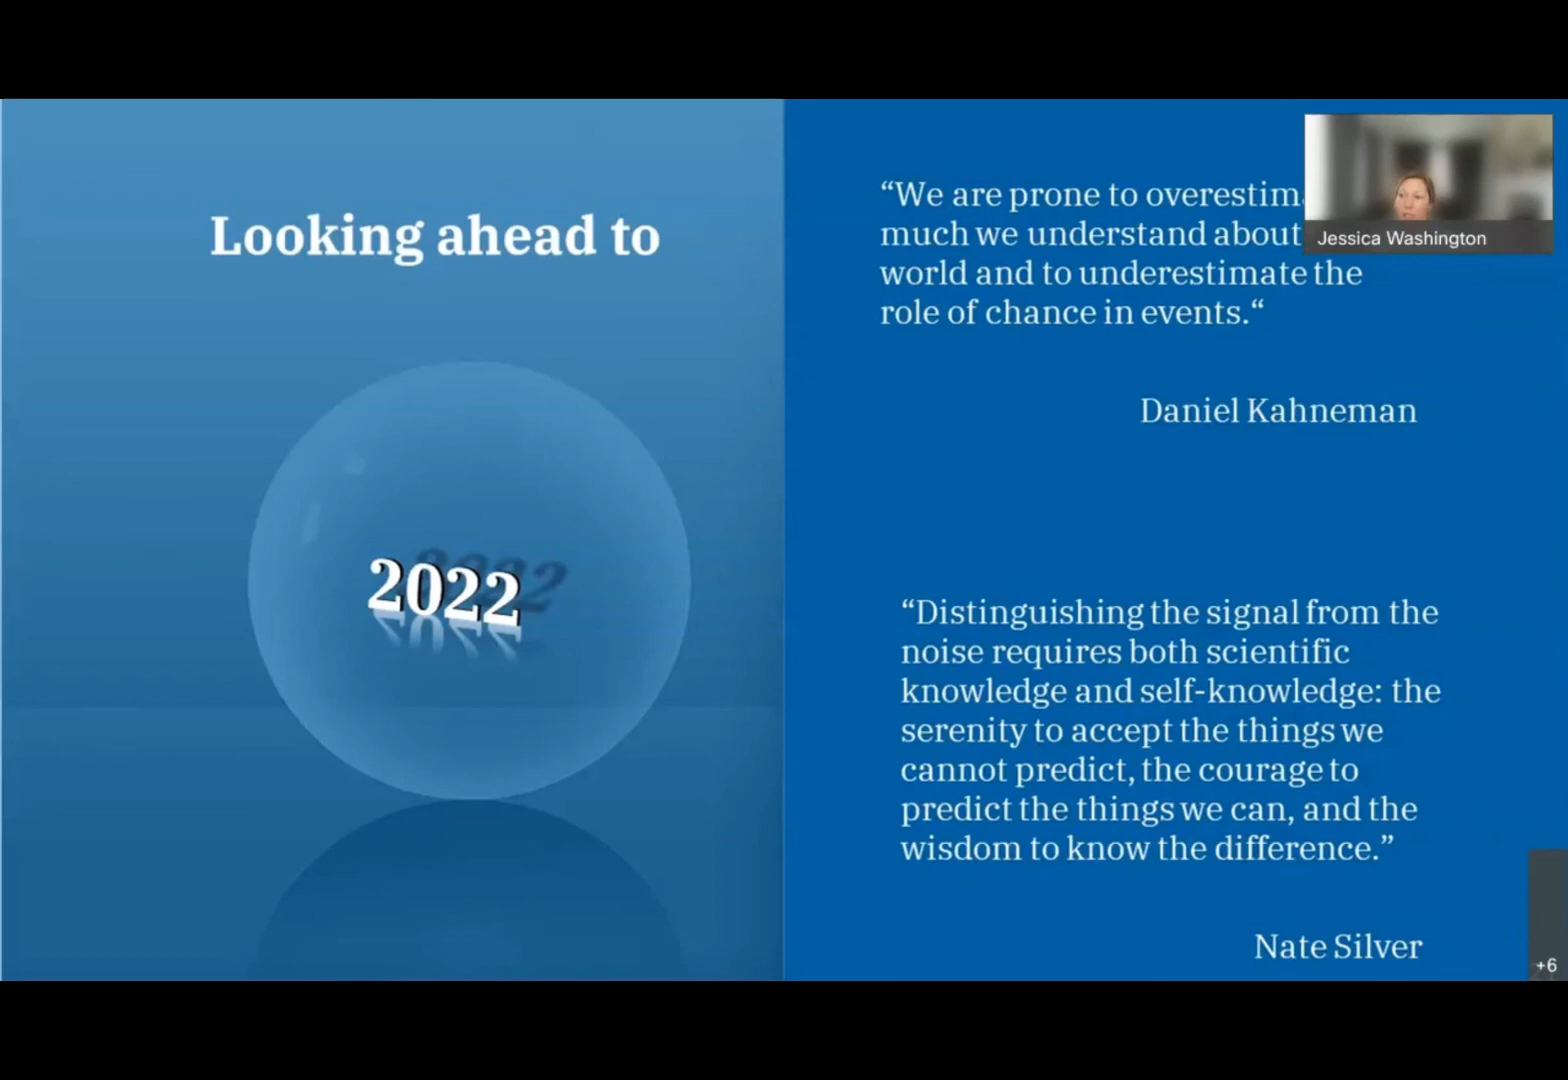 Looking ahead to
2022
“We are prone to
much we understand about
world and to underestimate the
role of chance in events.“
Daniel Kahneman
“Distinguishing the signal from the
noise requires both scientific
knowledge and self-knowledge: the
serenity to accept the things we
cannot predict, the courage to
predict the things we can, and the
wisdom to know the difference.”
Nate Silver
Jessica Washington
+6